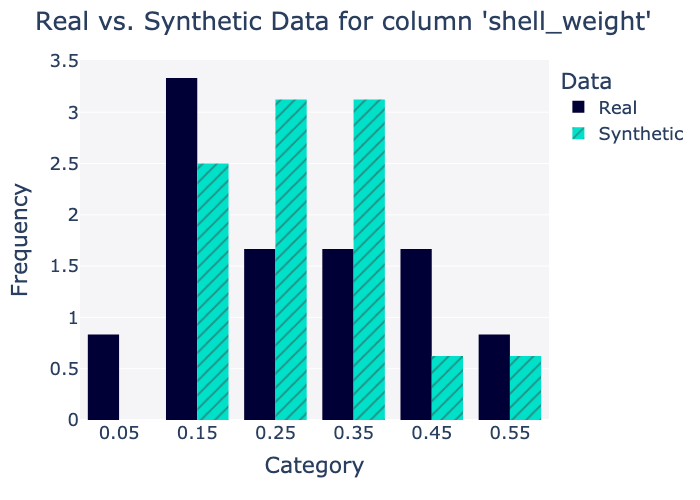 Real vs. Synthetic Data for column 'shell_weight'
3.5
3
2.5
2
1.5
1
0.5
0
Frequency
0.05
0.15
0.25
0.35
0.45
0.55
Category
Data
Real
Synthetic